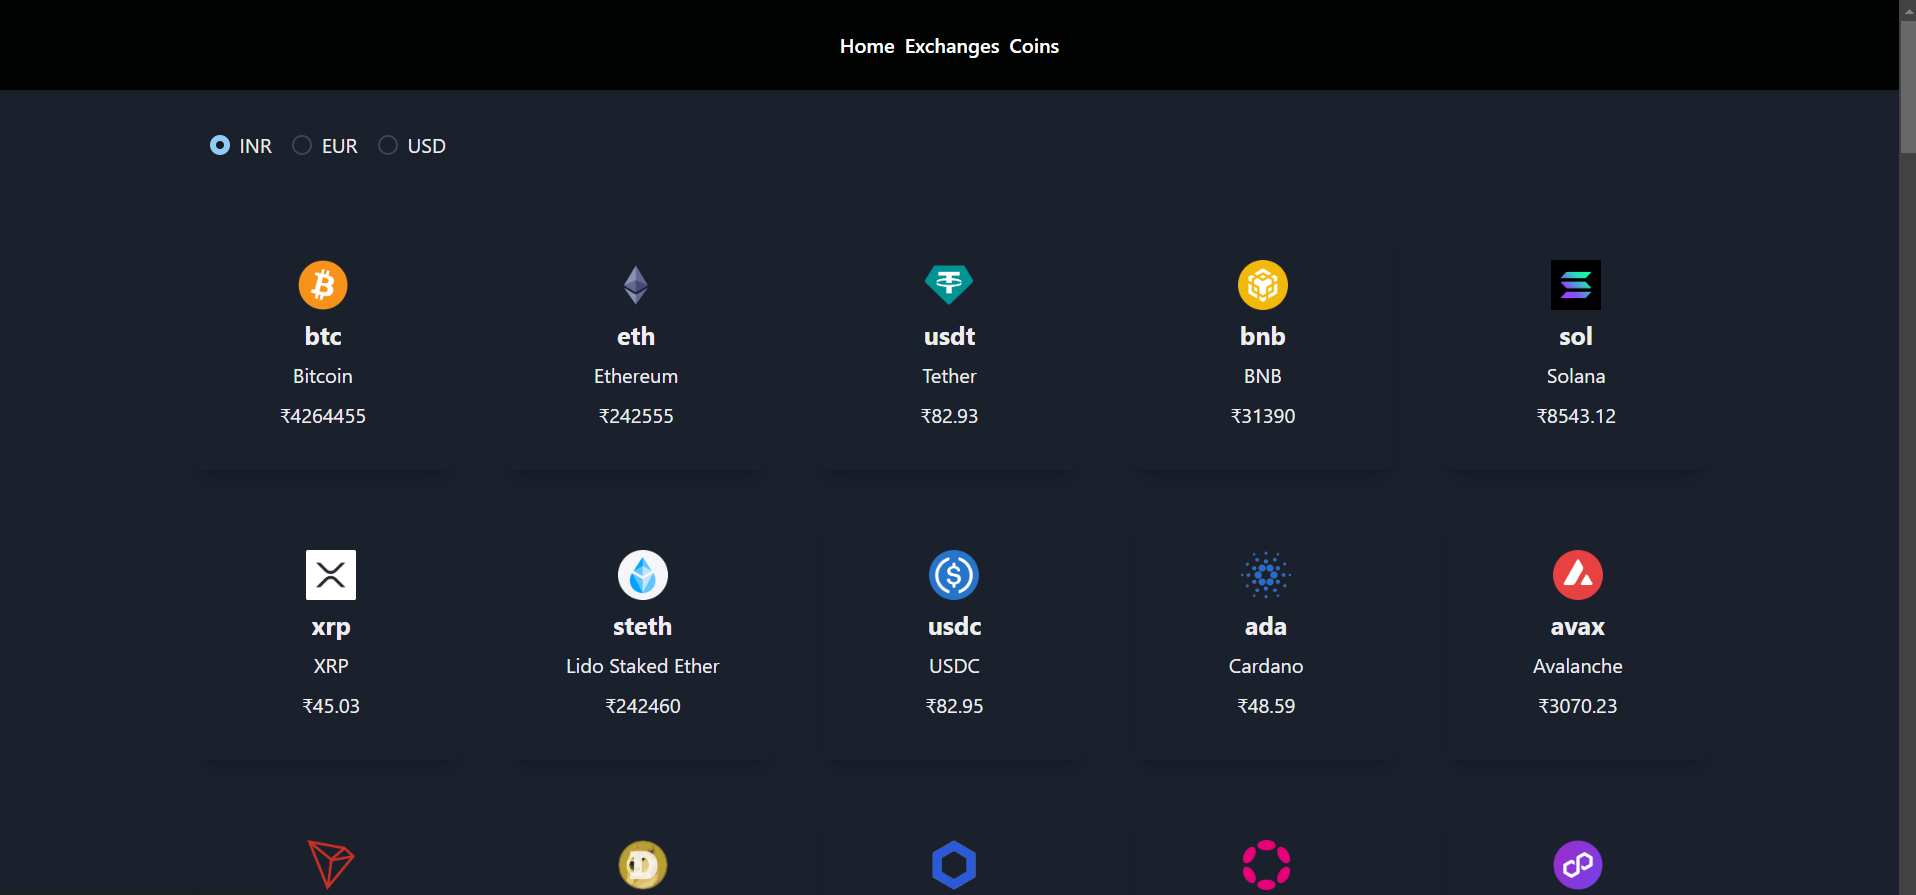 Home Exchanges Coins
INR EUR USD
btc eth usdt bnb sol
Bitcoin Ethereum Tether BNB Solana
₹4264455 ₹242555 ₹82.93 ₹31390 ₹8543.12
xrp steth usdc ada avax
XRP Lido Staked Ether USDC Cardano Avalanche
₹45.03 ₹242460 ₹82.95 ₹48.59 ₹3070.23